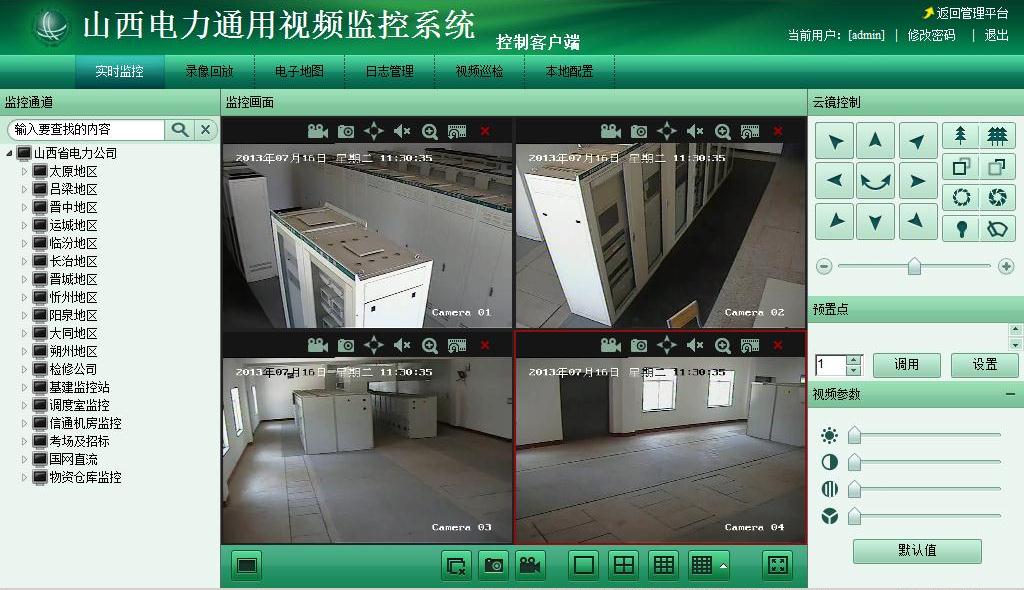 山西电力通用视频监控系统
控制客户端
返回管理平台
当前用户：[admin] | 修改密码 | 退出
实时监控 录像回放 电子地图 日志管理 视频巡检 本地配置
监控通道
输入要查找的内容
山西省电力公司
太原地区
吕梁地区
晋中地区
运城地区
临汾地区
长治地区
晋城地区
忻州地区
阳泉地区
大同地区
朔州地区
检修公司
基建监控站
调度室监控
信通机房监控
考场及招标
国网直流
物资仓库监控
监控画面
2013年07月16日 星期二 11:30:35
Camera 01
2013年07月16日 星期二 11:30:35
Camera 02
2013年07月16日 星期二 11:30:35
Camera 03
2013年07月16日 星期二 11:30:35
Camera 04
云镜控制
预置点
1 调用 设置
视频参数
默认值